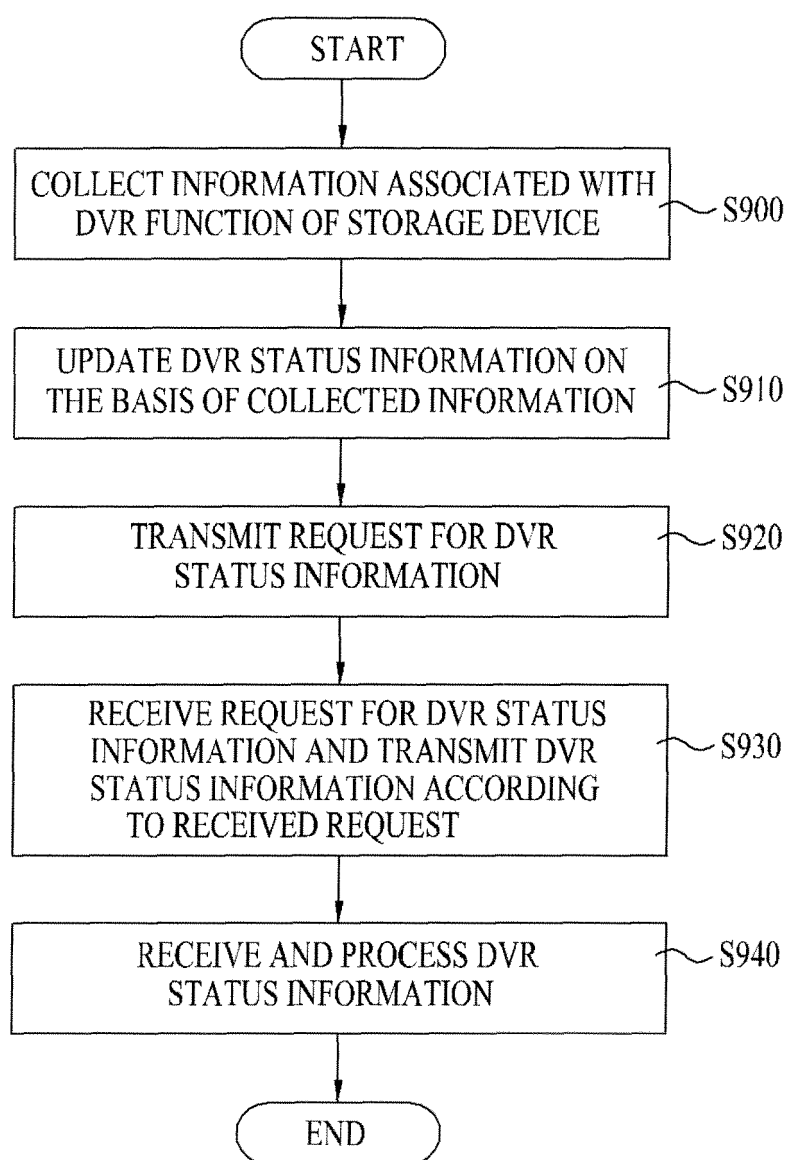 START
COLLECT INFORMATION ASSOCIATED WITH
DVR FUNCTION OF STORAGE DEVICE
S900
UPDATE DVR STATUS INFORMATION ON
THE BASIS OF COLLECTED INFORMATION
S910
TRANSMIT REQUEST FOR DVR
STATUS INFORMATION
S920
RECEIVE REQUEST FOR DVR STATUS
INFORMATION AND TRANSMIT DVR
STATUS INFORMATION ACCORDING
TO RECEIVED REQUEST
S930
RECEIVE AND PROCESS DVR
STATUS INFORMATION
S940
END